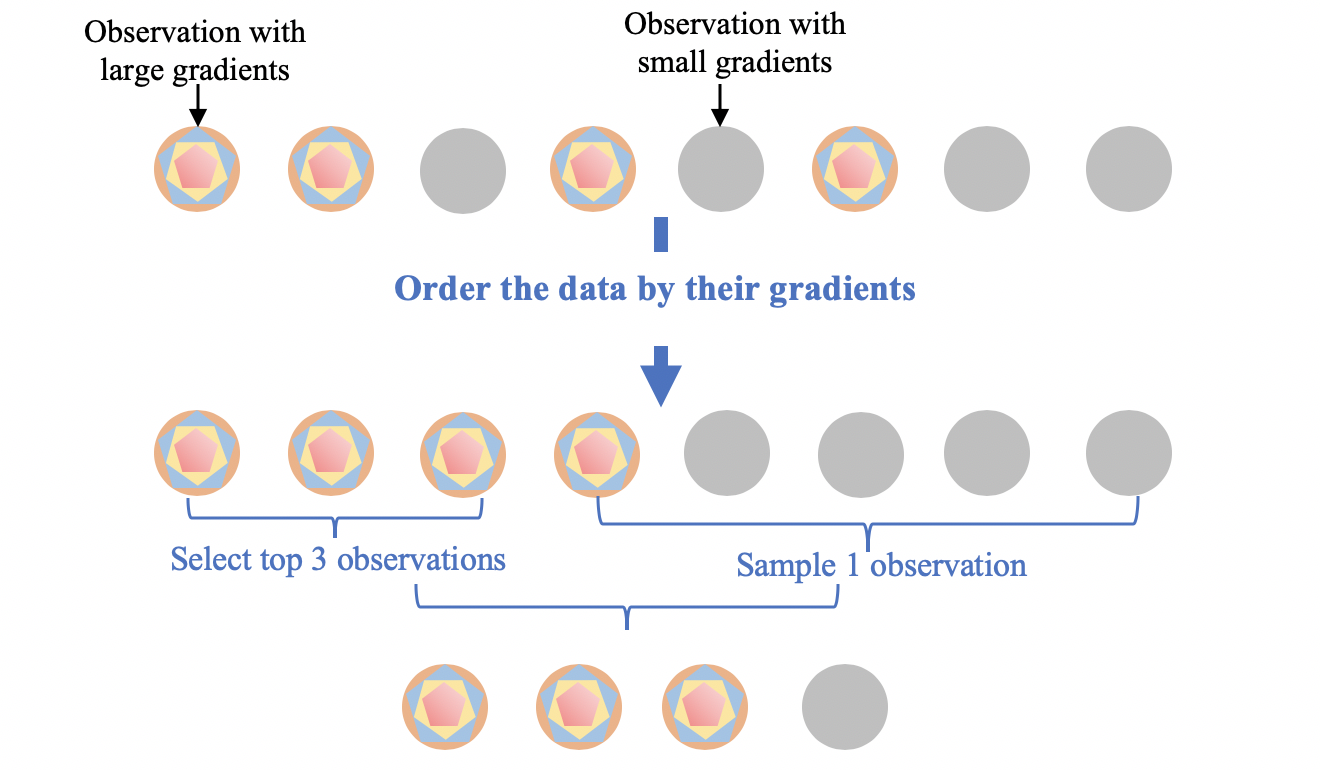 Observation with
large gradients
Observation with
small gradients
Order the data by their gradients
Select top 3 observations
Sample 1 observation